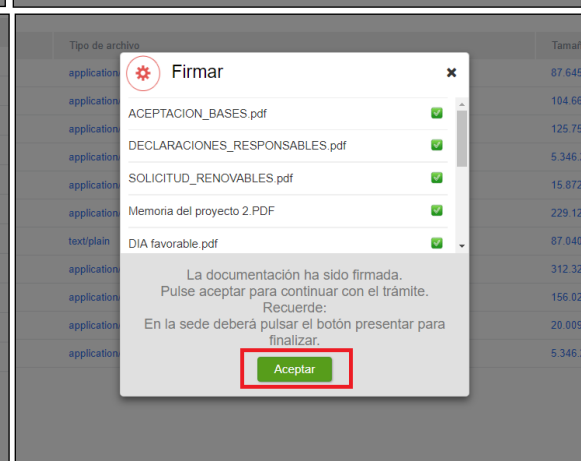 Tipo de archivo
Tamañ
Firmar
application
87.645
ACEPTACION_BASES.pdf
application
104.66
DECLARACIONES_RESPONSABLES.pdf
application
125.75
application
5.346.
SOLICITUD_RENOVABLES.pdf
application
15.872
Memoria del proyecto 2.PDF
application
229.12
text/plain
DIA favorable.pdf
87.040
application
312.32
La documentación ha sido firmada.
Pulse aceptar para continuar con el trámite.
application
156.02
Recuerde:
application
En la sede deberá pulsar el botón presentar para
20.009
finalizar.
application
5.346.
Aceptar